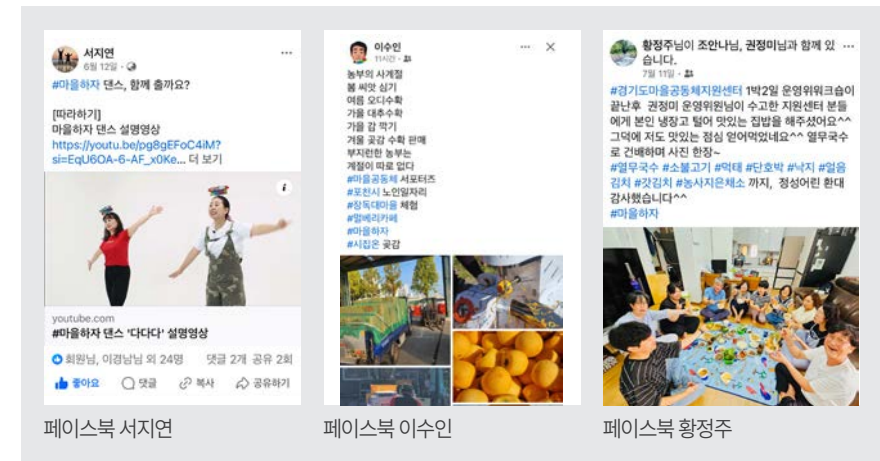 서지연
6월 12일
#마을하자 댄스, 함께 출까요?
[따라하기]
마을하자 댄스 설명영상
https://youtu.be/pg8gEFoC4iM?
si=EqU6OA-6-AF_x0Ke... 더 보기
youtube.com
#마을하자 댄스 '다다다' 설명영상
회원님, 이경남님 외 24명 댓글 2개 공유 2회
좋아요 댓글 복사 공유하기
페이스북 서지연
이수인
11시간
농부의 사계절
봄 씨앗 심기
여름 오디수확
가을 대추수확
가을 감 깍기
겨울 곶감 수확 판매
부지런한 농부는
계절이 따로 없다
#마을공동체 서포터즈
#포천시 노인일자리
#장독대마을 체험
#멀베리카페
#마을하자
#시집온 곶감
페이스북 이수인
황정주님이 조안나님, 권정미님과 함께 있
습니다.
7월 11일
#경기도마을공동체지원센터 1박2일 운영위워크숍이
끝난후 권정미 운영위원님이 수고한 지원센터 분들
에게 본인 냉장고 털어 맛있는 집밥을 해주셨어요^^
그덕에 저도 맛있는 점심 얻어먹었네요^^ 열무국수
로 건배하며 사진 한장~
#열무국수 #소불고기 #먹태 #단호박 #낙지 #얼음
김치 #갓김치 #농사지은채소 까지, 정성어린 환대
감사했습니다^^
#마을하자
페이스북 황정주